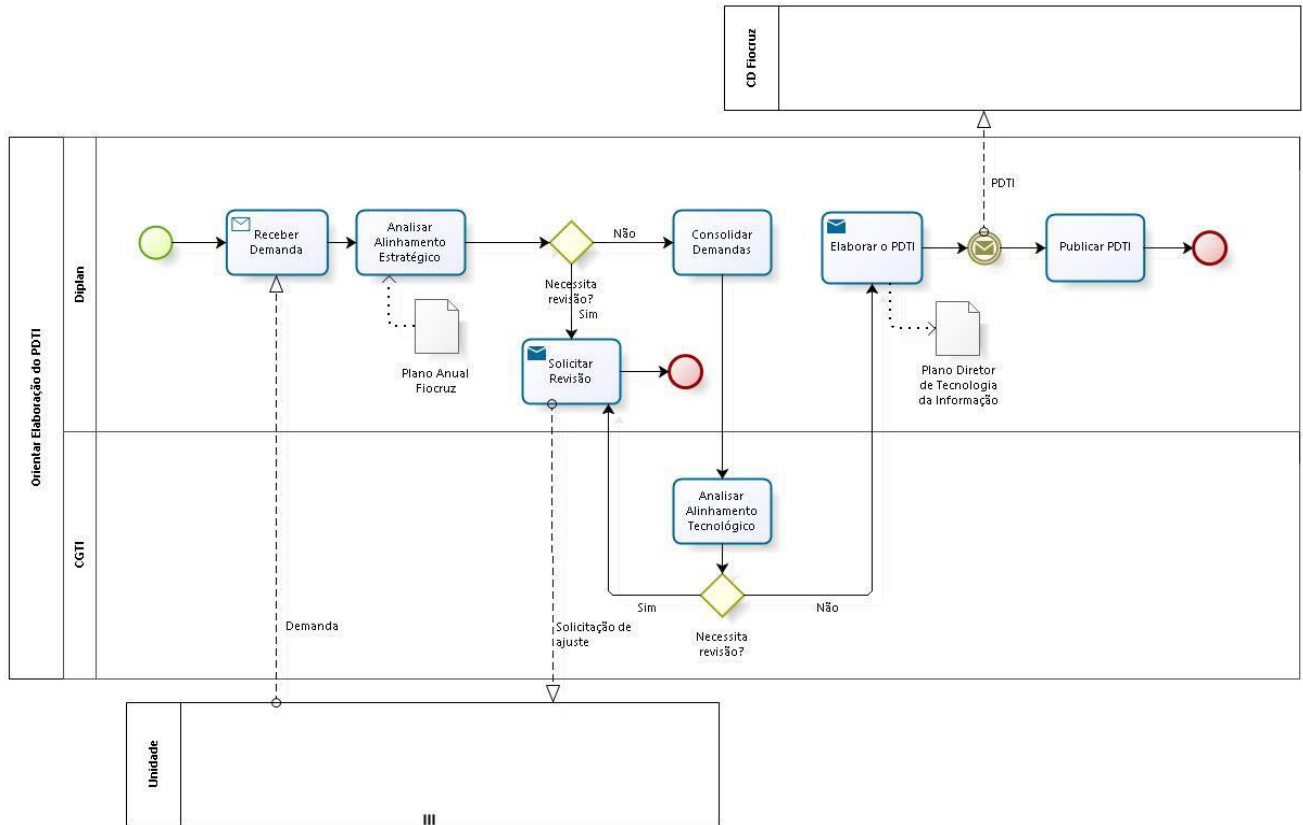 CD Fiocruz
PDTI
Orientar Elaboração do PDTI
Diplan
Receber
Demanda
Analisar
Alinhamento
Estratégico
Necessita
revisão?
Não
Sim
Consolidar
Demandas
Elaborar o PDTI
Publicar PDTI
Plano Anual
Fiocruz
Solicitar
Revisão
Plano Diretor
de Tecnologia
da Informação
CGTI
Analisar
Alinhamento
Tecnológico
Sim
Não
Necessita
revisão?
Demanda
Solicitação de
ajuste
Unidade